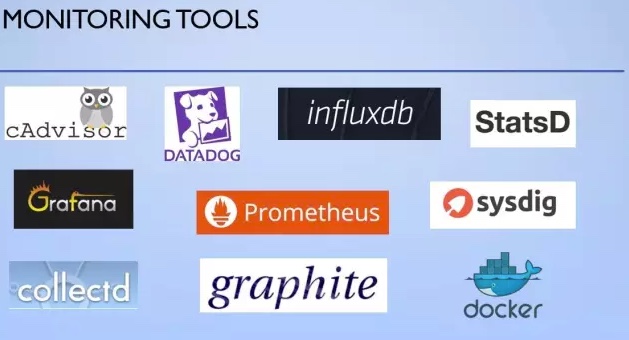 MONITORING TOOLS
cAdvisor
DATADOG
influxdb
StatsD
Grafana
Prometheus
sysdig
collectd
graphite
docker